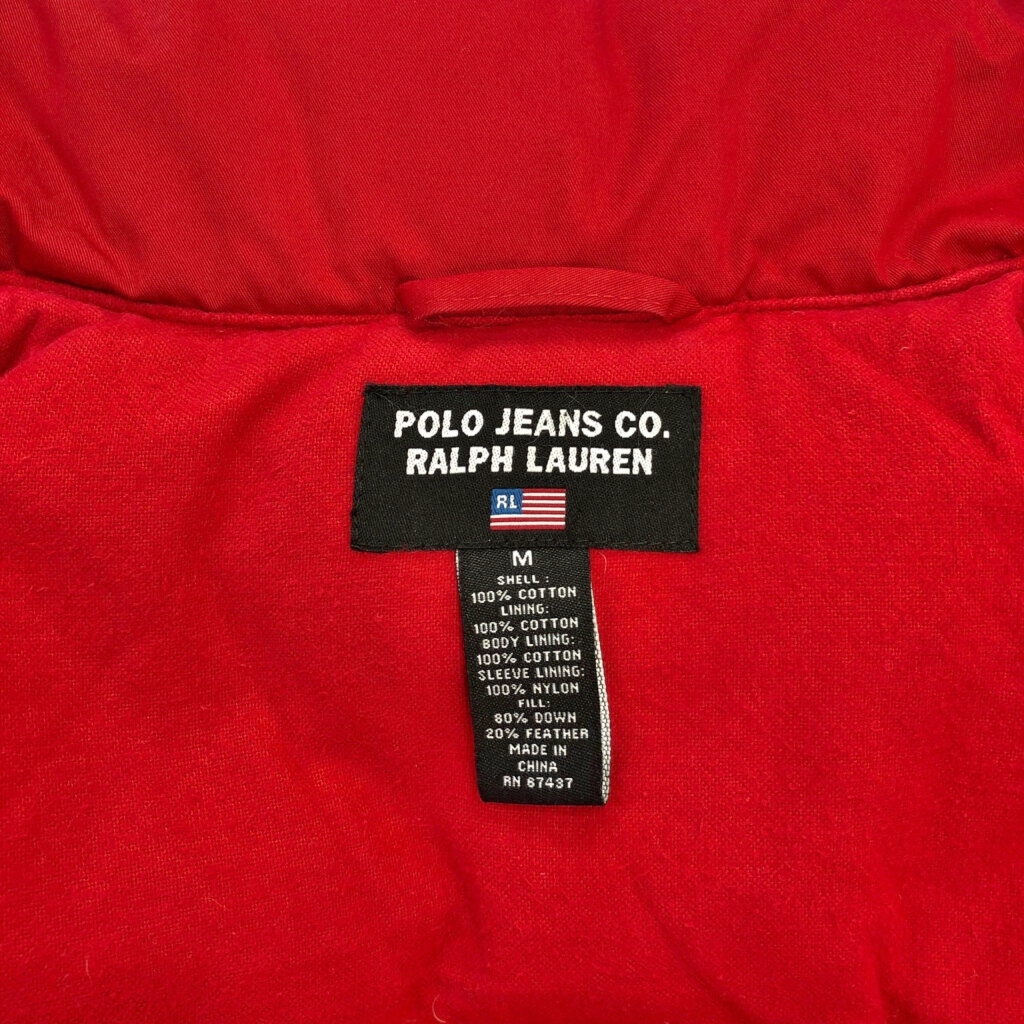 POLO JEANS CO.
RALPH LAUREN
RL
M
SHELL:
100% COTTON
LINING:
100% COTTON
BODY LINING:
100% COTTON
SLEEVE LINING:
100% NYLON
FILL:
80% DOWN
20% FEATHER
MADE IN
CHINA
RN 67437